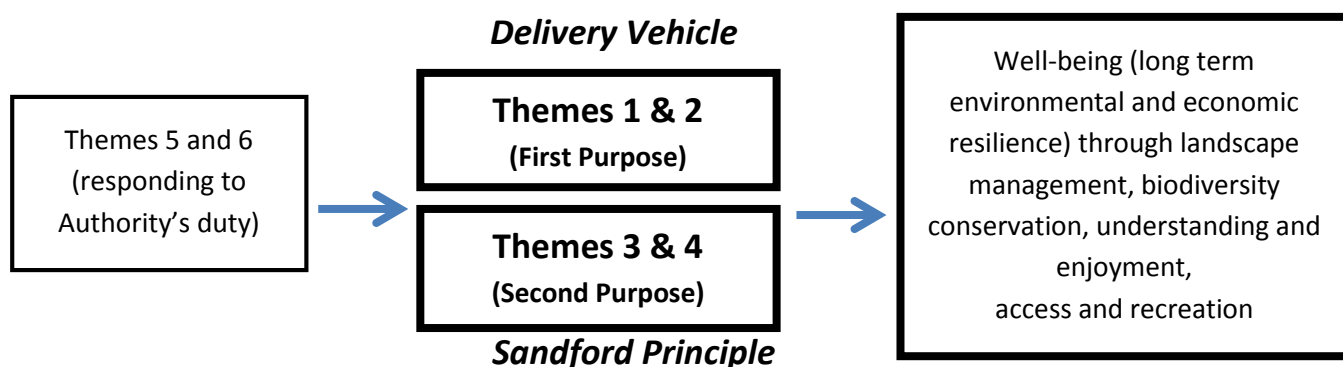 Delivery Vehicle
Themes 5 and 6
(responding to
Authority’s duty)
Themes 1 & 2
(First Purpose)
Themes 3 & 4
(Second Purpose)
Sandford Principle
Well-being (long term
environmental and economic
resilience) through landscape
management, biodiversity
conservation, understanding and
enjoyment,
access and recreation